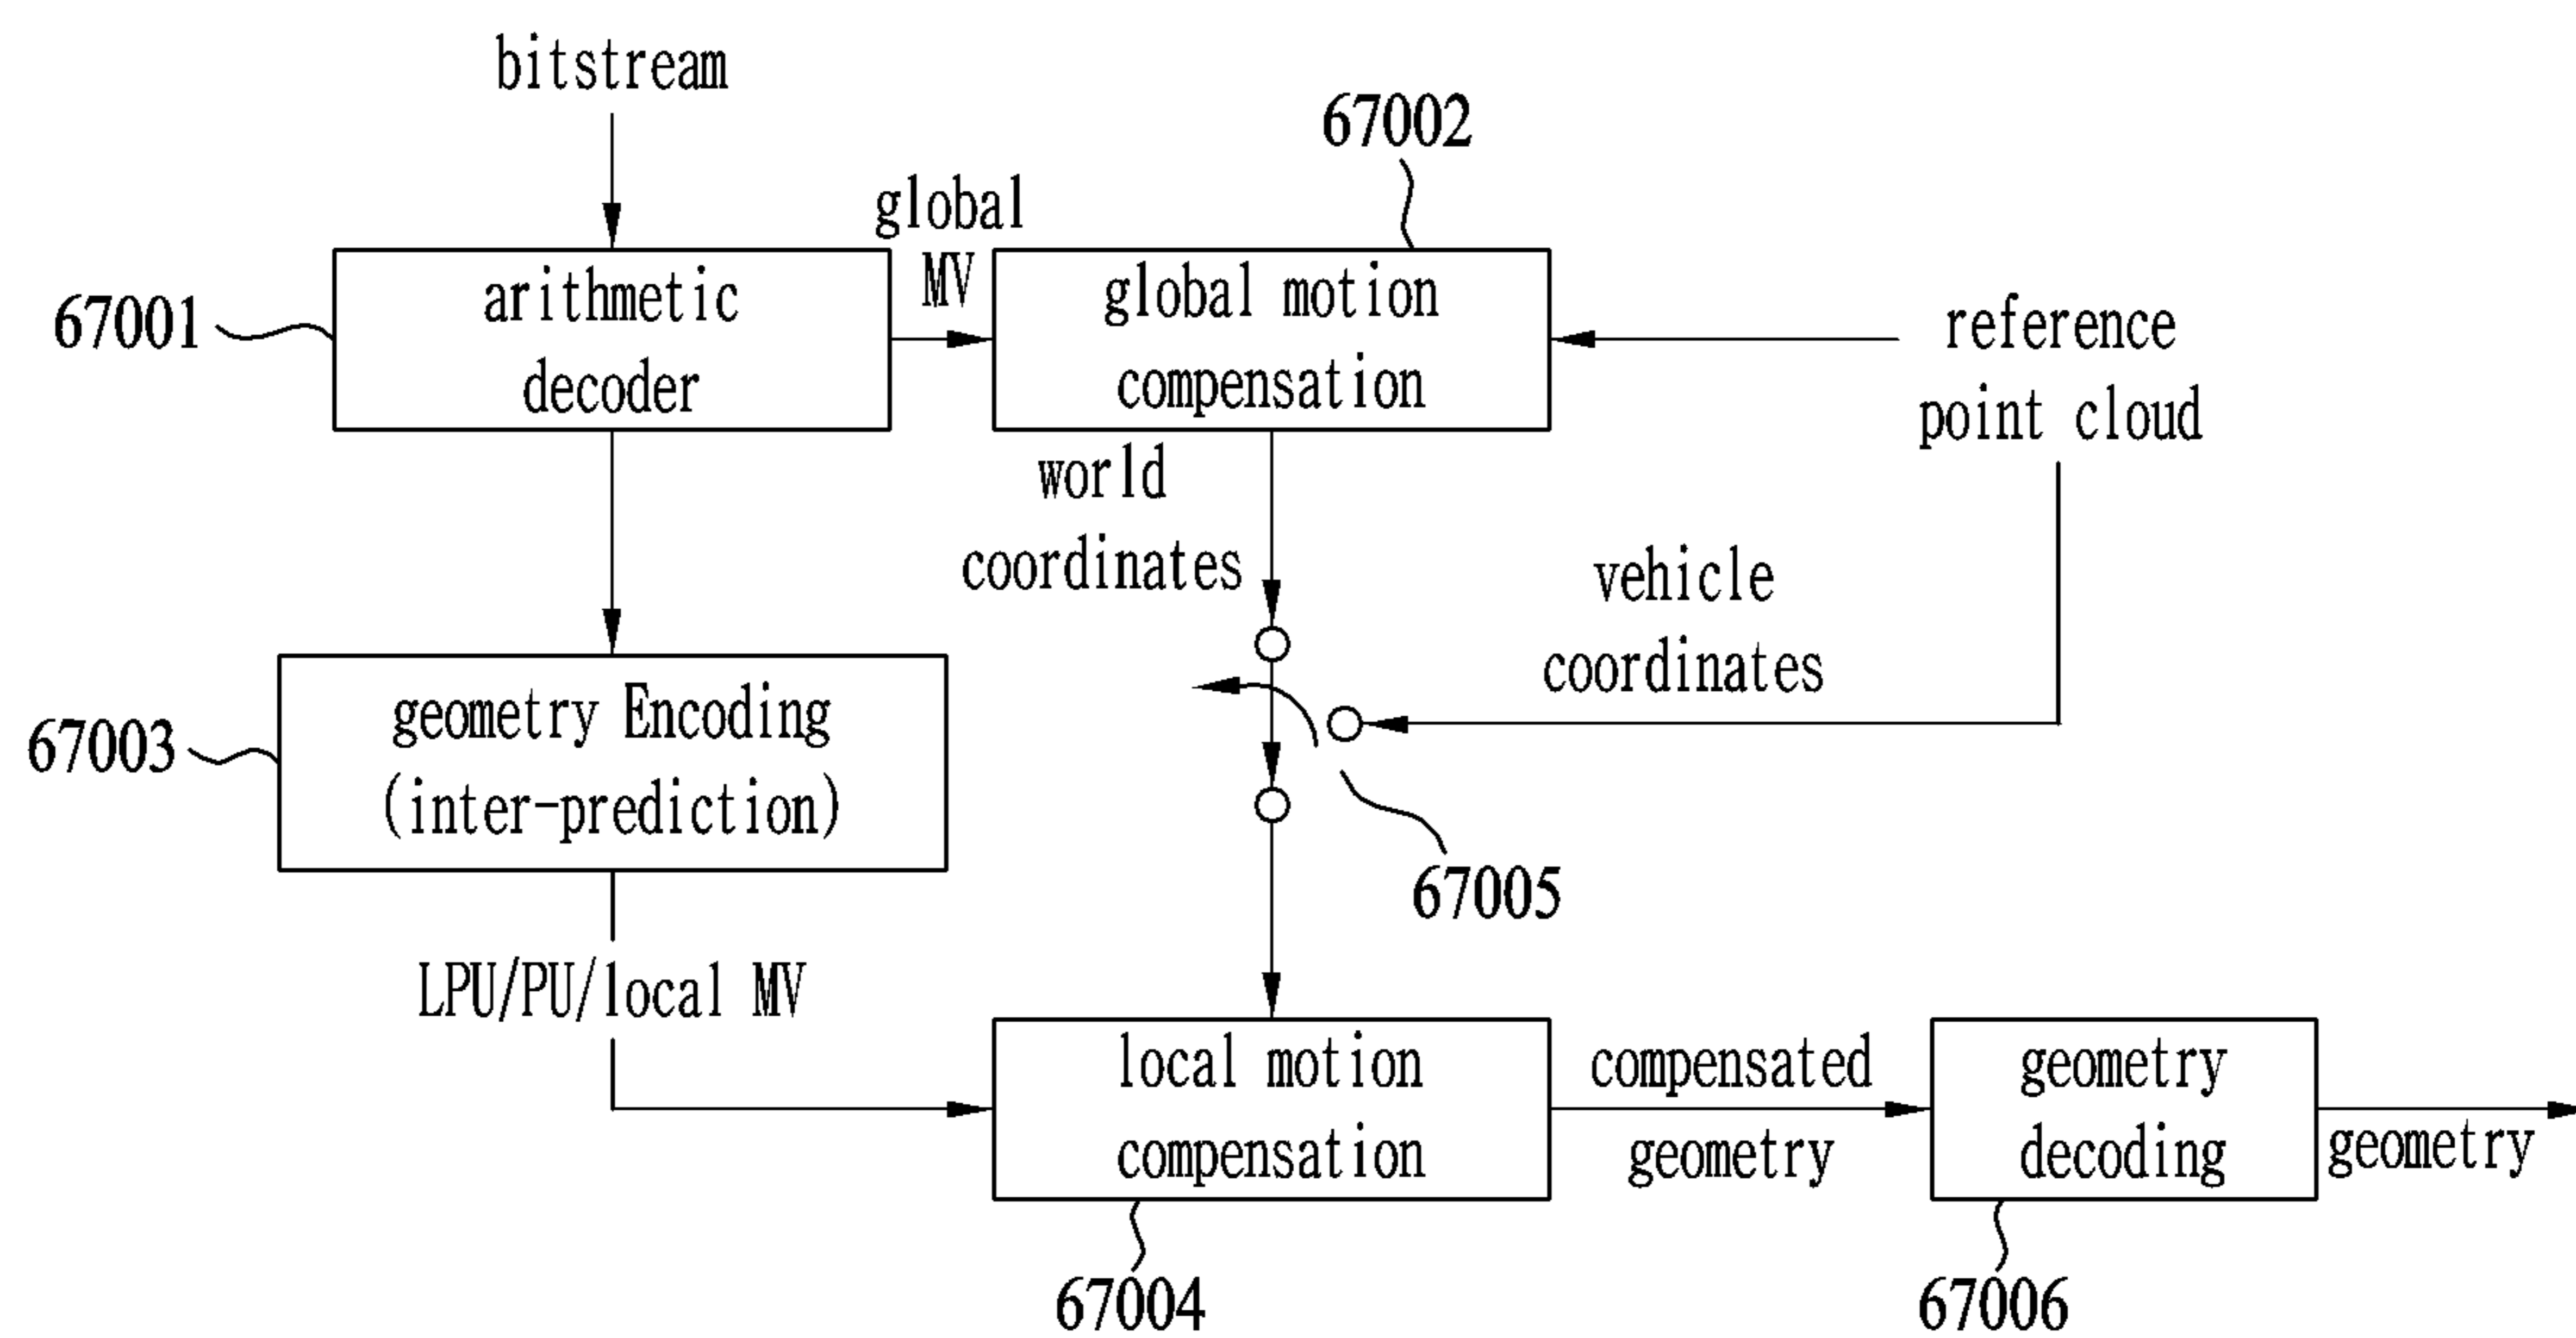 bitstream
67002
global
MV
67001
arithmetic
decoder
global motion
compensation
reference
point cloud
world
coordinates
vehicle
coordinates
67003
geometry Encoding
(inter-prediction)
67005
LPU/PU/local MV
local motion
compensation
compensated
geometry
geometry
decoding
geometry
67004
67006